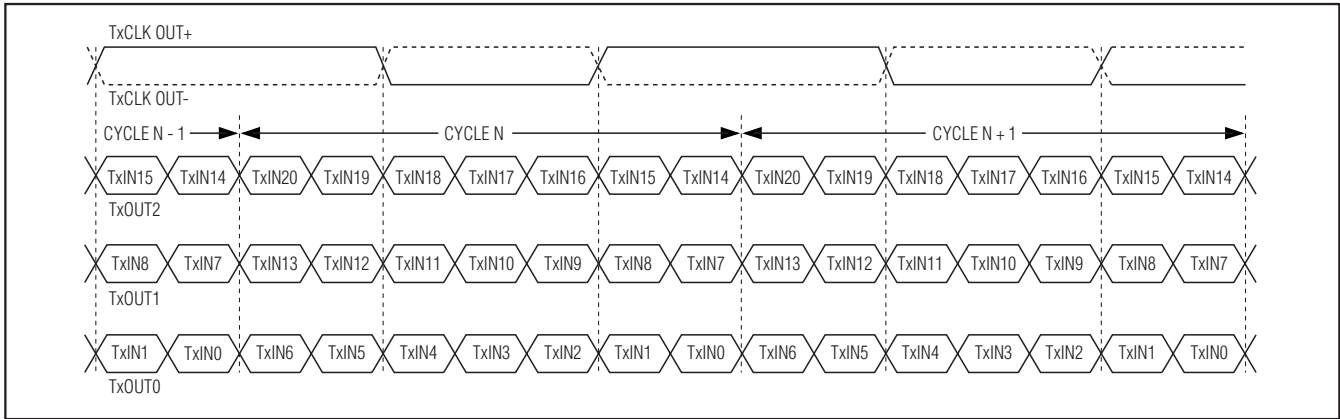 TxCLK OUT+
TxCLK OUT-
CYCLE N - 1 CYCLE N CYCLE N + 1
TxIN15 TxIN14 TxIN20 TxIN19 TxIN18 TxIN17 TxIN16 TxIN15 TxIN14 TxIN20 TxIN19 TxIN18 TxIN17 TxIN16 TxIN15 TxIN14
TxOUT2
TxIN8 TxIN7 TxIN13 TxIN12 TxIN11 TxIN10 TxIN9 TxIN8 TxIN7 TxIN13 TxIN12 TxIN11 TxIN10 TxIN9 TxIN8 TxIN7
TxOUT1
TxIN1 TxIN0 TxIN6 TxIN5 TxIN4 TxIN3 TxIN2 TxIN1 TxIN0 TxIN6 TxIN5 TxIN4 TxIN3 TxIN2 TxIN1 TxIN0
TxOUT0